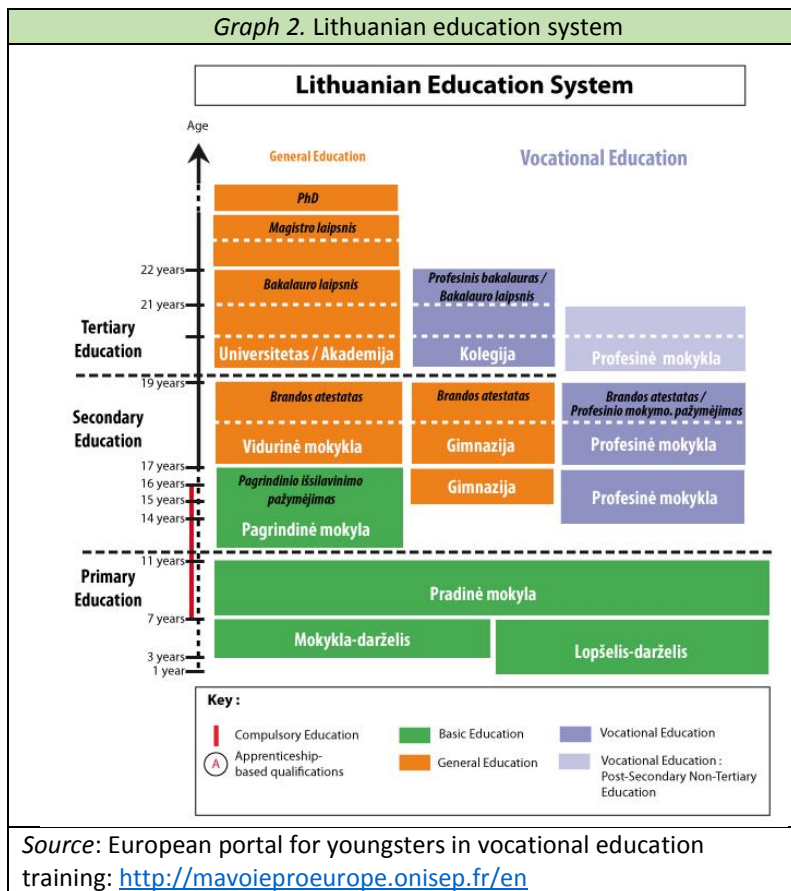 Graph 2. Lithuanian education system
Lithuanian Education System
Age
General Education
Vocational Education
PhD
Magistro laipsnis
22 years
Bakalauro laipsnis
Profesinis bakalauras /
Bakalauro laipsnis
21 years
Tertiary
Education
Universitetas / Akademija
Kolegija
Profesinė mokykla
19 years
Secondary
Education
Brandos atestatas
Brandos atestatas
Brandos atestatas /
Profesinio mokymo. pažymėjimas
Vidurinė mokykla
Gimnazija
Profesinė mokykla
17 years
16 years
15 years
14 years
Pagrindinio išsilavinimo
pažymėjimas
Pagrindinė mokyla
Gimnazija
Profesinė mokykla
11 years
Primary
Education
Pradinė mokyla
7 years
Mokykla-darželis
Lopšelis-darželis
3 years
1 year
Key :
Compulsory Education
A Apprenticeship-
based qualifications
Basic Education
General Education
Vocational Education
Vocational Education :
Post-Secondary Non-Tertiary
Education
Source: European portal for youngsters in vocational education
training: http://mavoieproeurope.onisep.fr/en